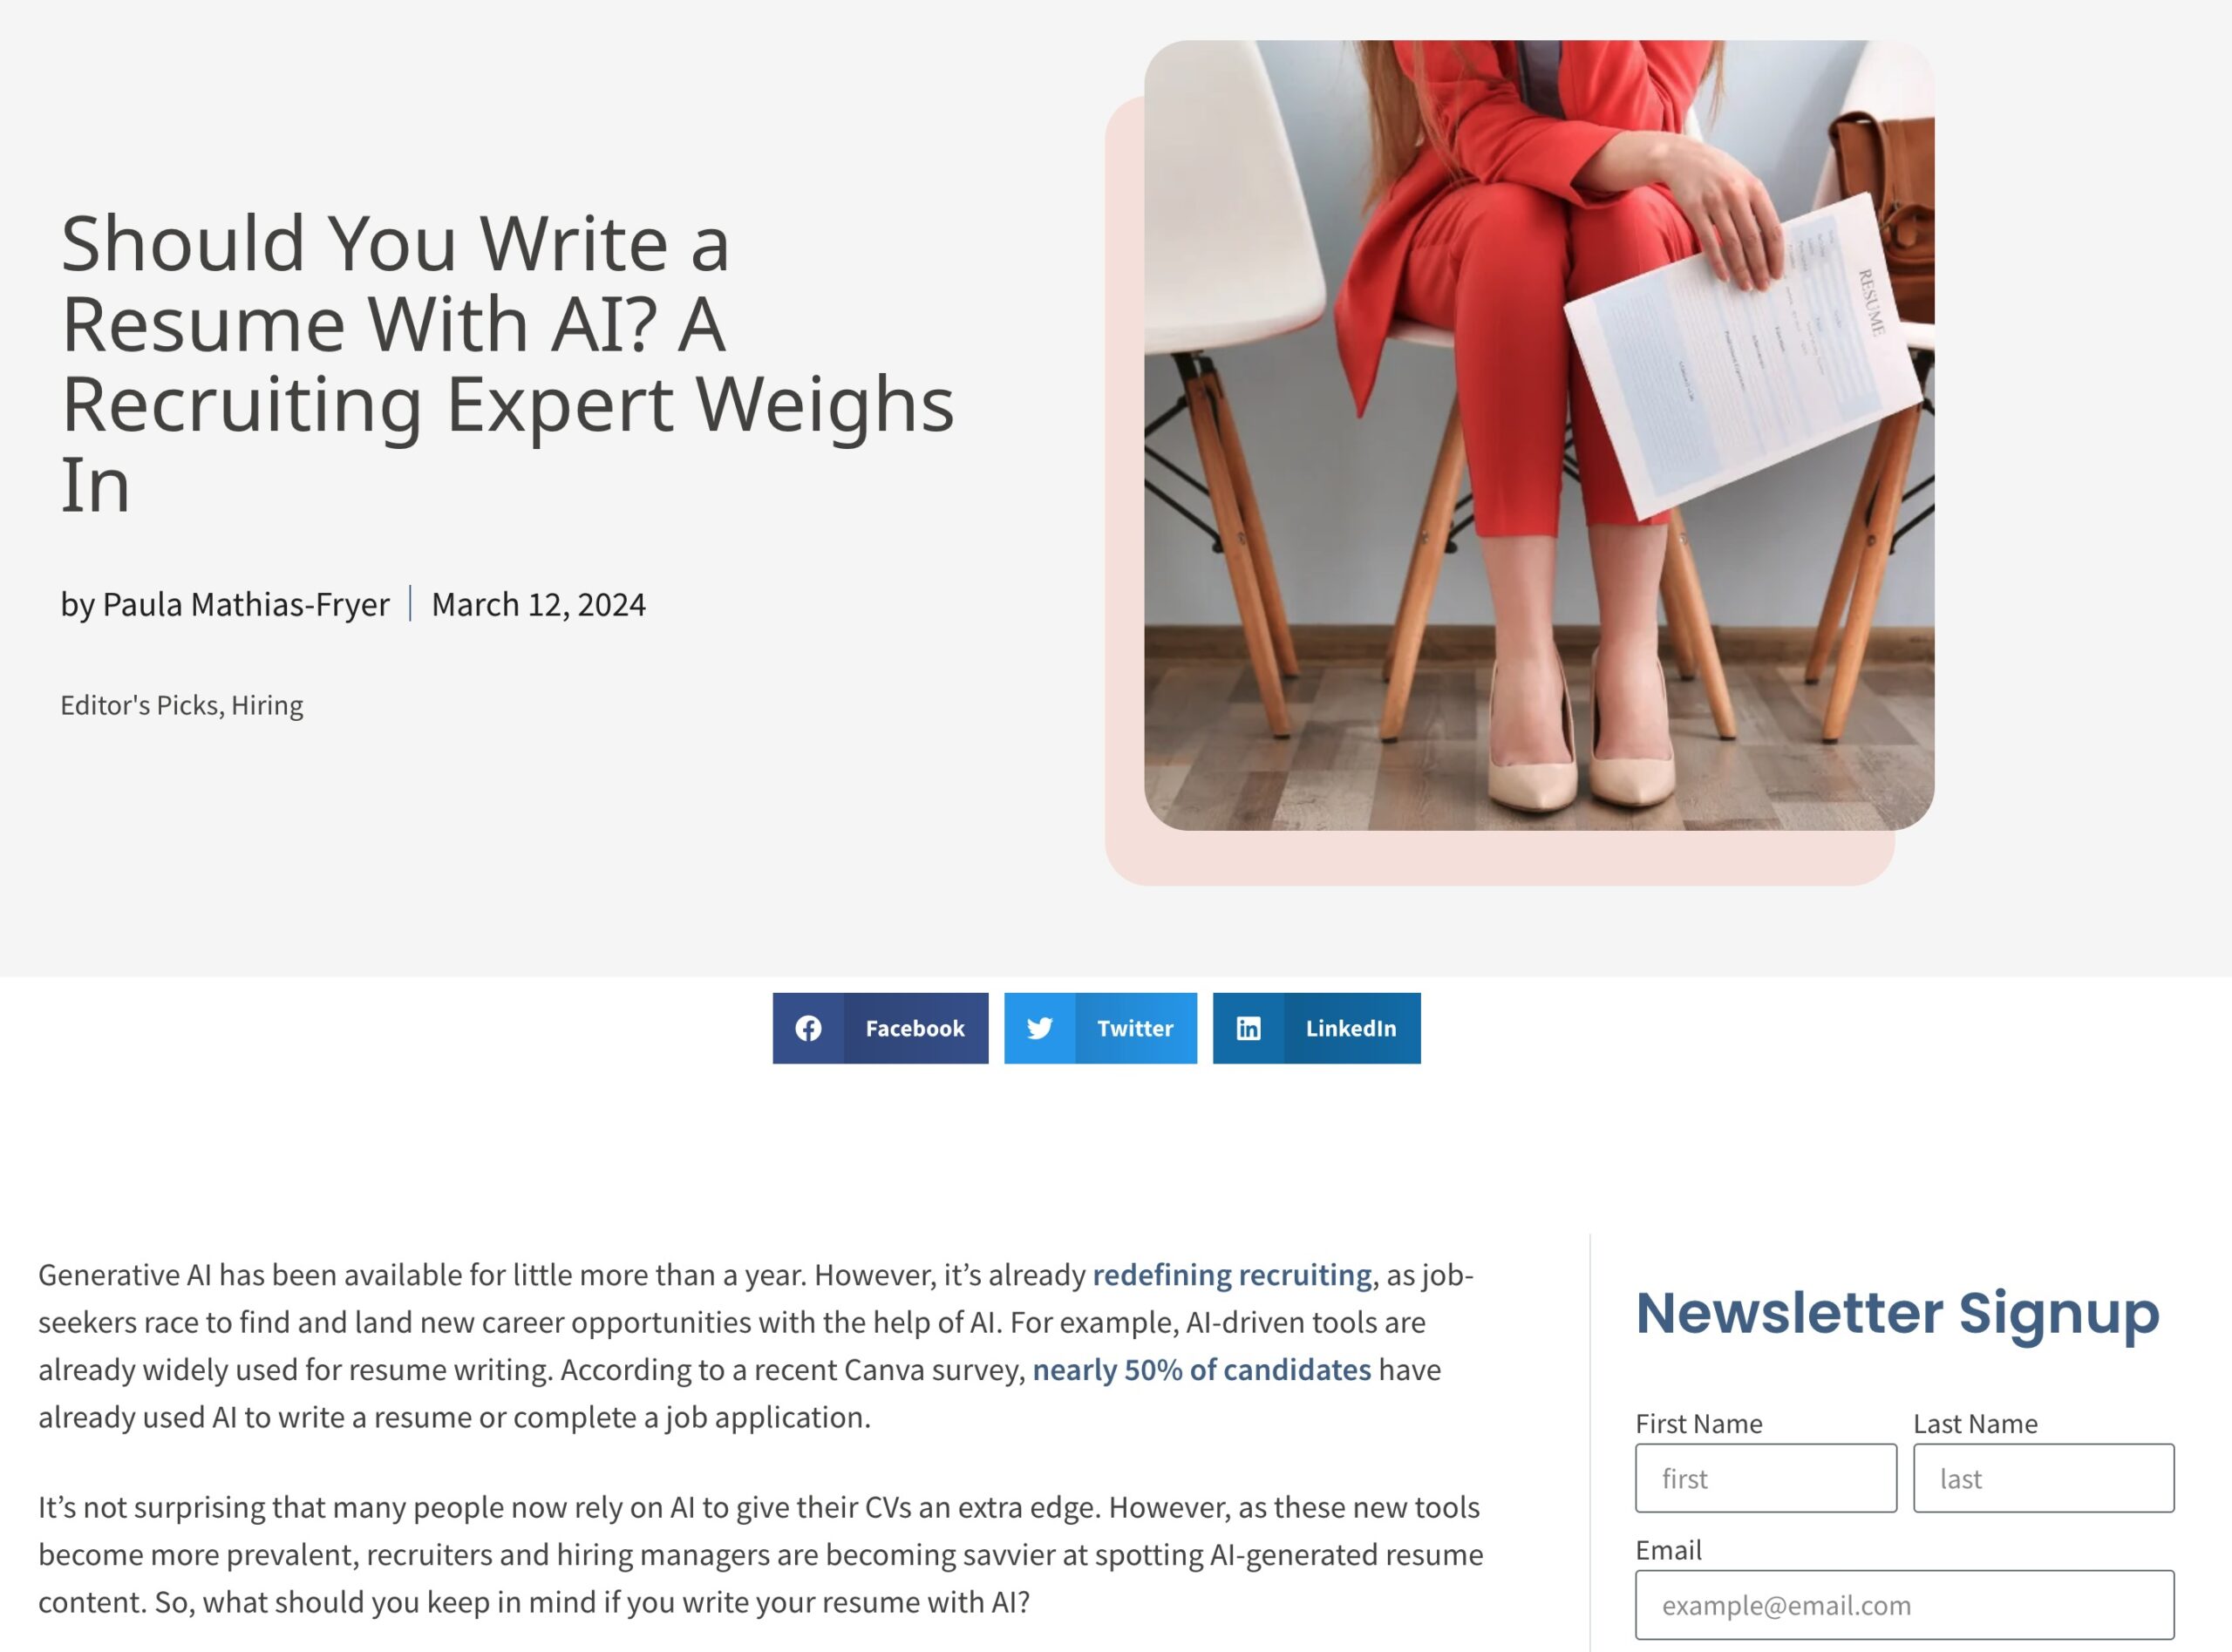 Should You Write a
Resume With AI? A
Recruiting Expert Weighs
In
by Paula Mathias-Fryer
March 12, 2024
Editor's Picks, Hiring
RESUME
Facebook
Twitter
LinkedIn
Generative AI has been available for little more than a year. However, it’s already redefining recruiting, as job-
seekers race to find and land new career opportunities with the help of AI. For example, AI-driven tools are
already widely used for resume writing. According to a recent Canva survey, nearly 50% of candidates have
already used AI to write a resume or complete a job application.
It’s not surprising that many people now rely on AI to give their CVs an extra edge. However, as these new tools
become more prevalent, recruiters and hiring managers are becoming savvier at spotting AI-generated resume
content. So, what should you keep in mind if you write your resume with AI?
Newsletter Signup
First Name
Last Name
first
last
Email
example@email.com